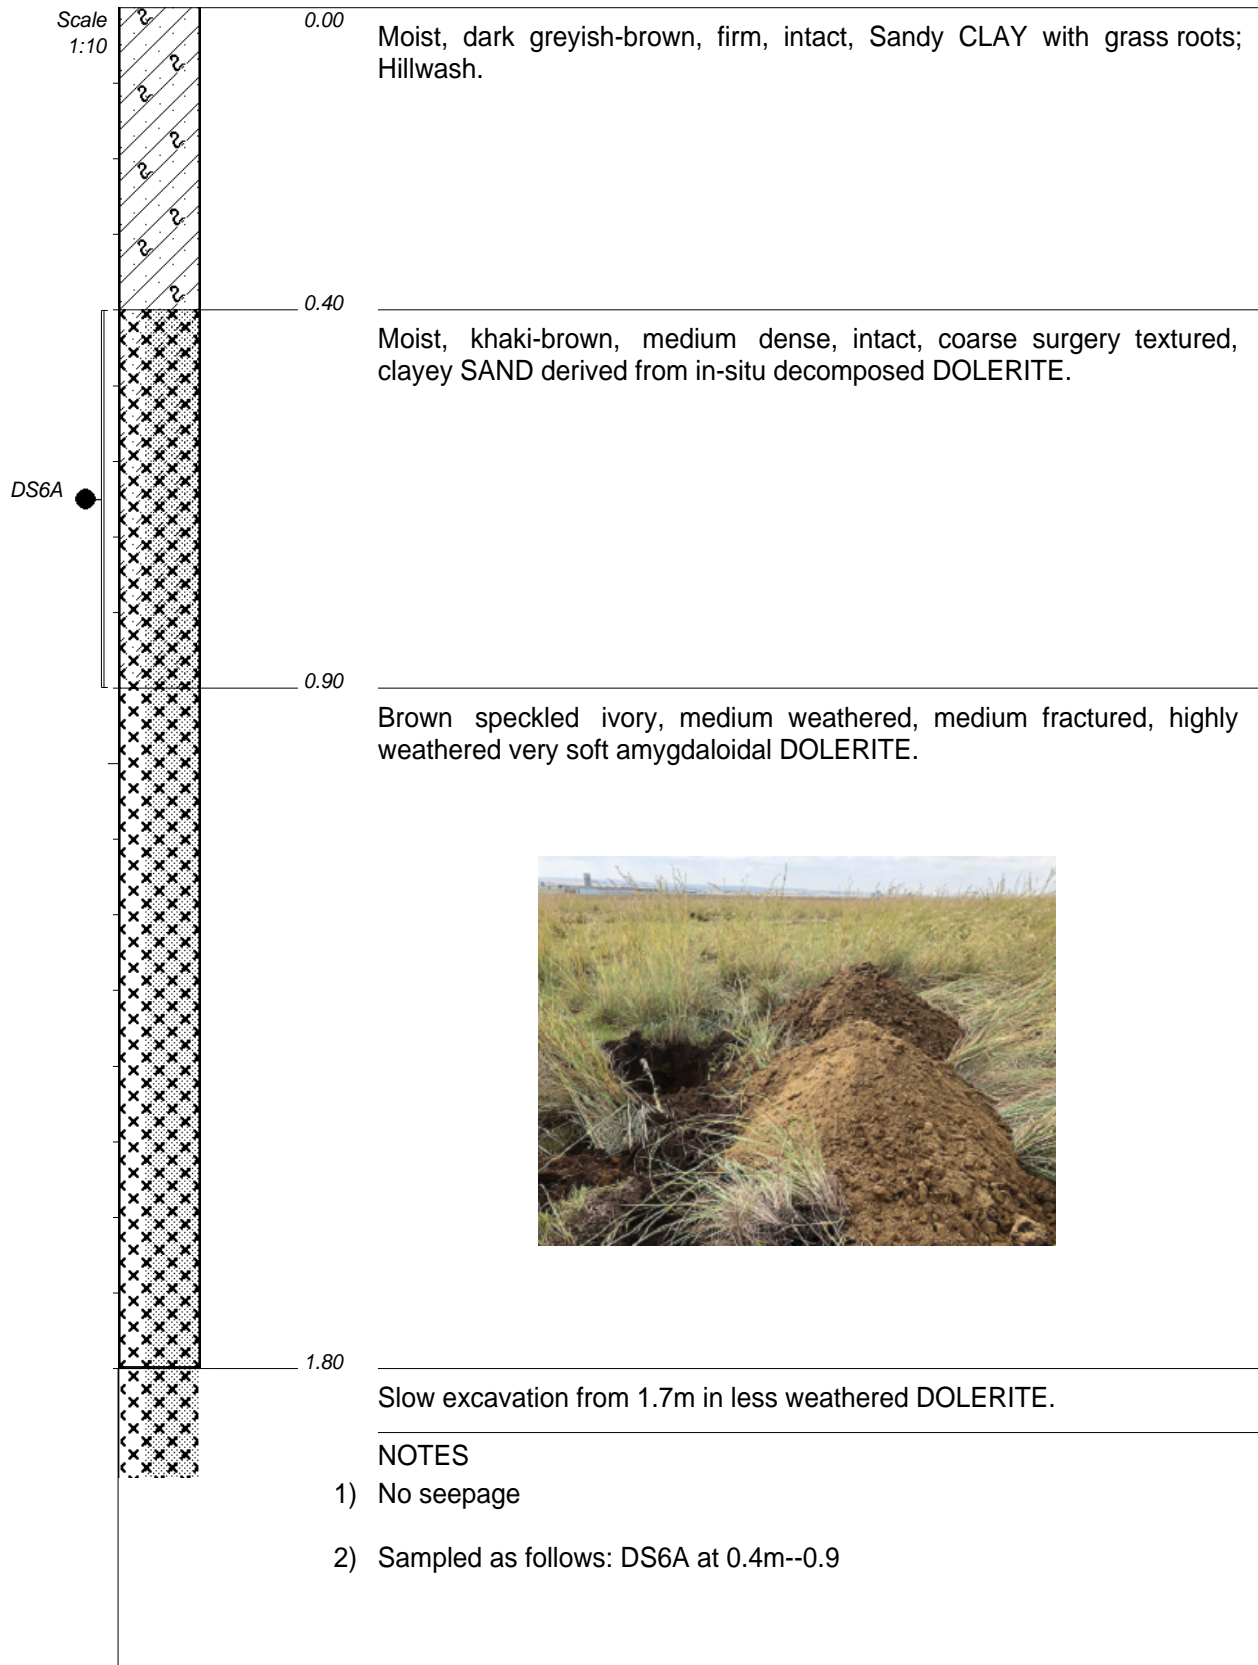 Scale
1:10
0.00
Moist, dark greyish-brown, firm, intact, Sandy CLAY with grass roots;
Hillwash.
0.40
Moist, khaki-brown, medium dense, intact, coarse surgery textured,
clayey SAND derived from in-situ decomposed DOLERITE.
DS6A
0.90
Brown speckled ivory, medium weathered, medium fractured, highly
weathered very soft amygdaloidal DOLERITE.
1.80
Slow excavation from 1.7m in less weathered DOLERITE.
NOTES
1) No seepage
2) Sampled as follows: DS6A at 0.4m--0.9